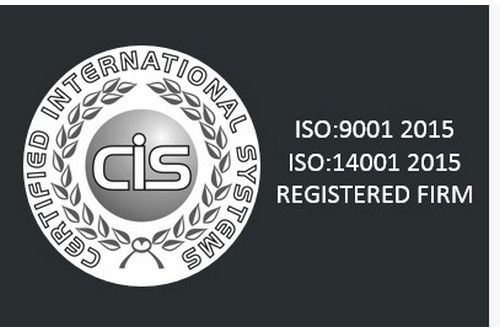 CERTIFIED INTERNATIONAL SYSTEMS
cis
ISO:9001 2015
ISO:14001 2015
REGISTERED FIRM